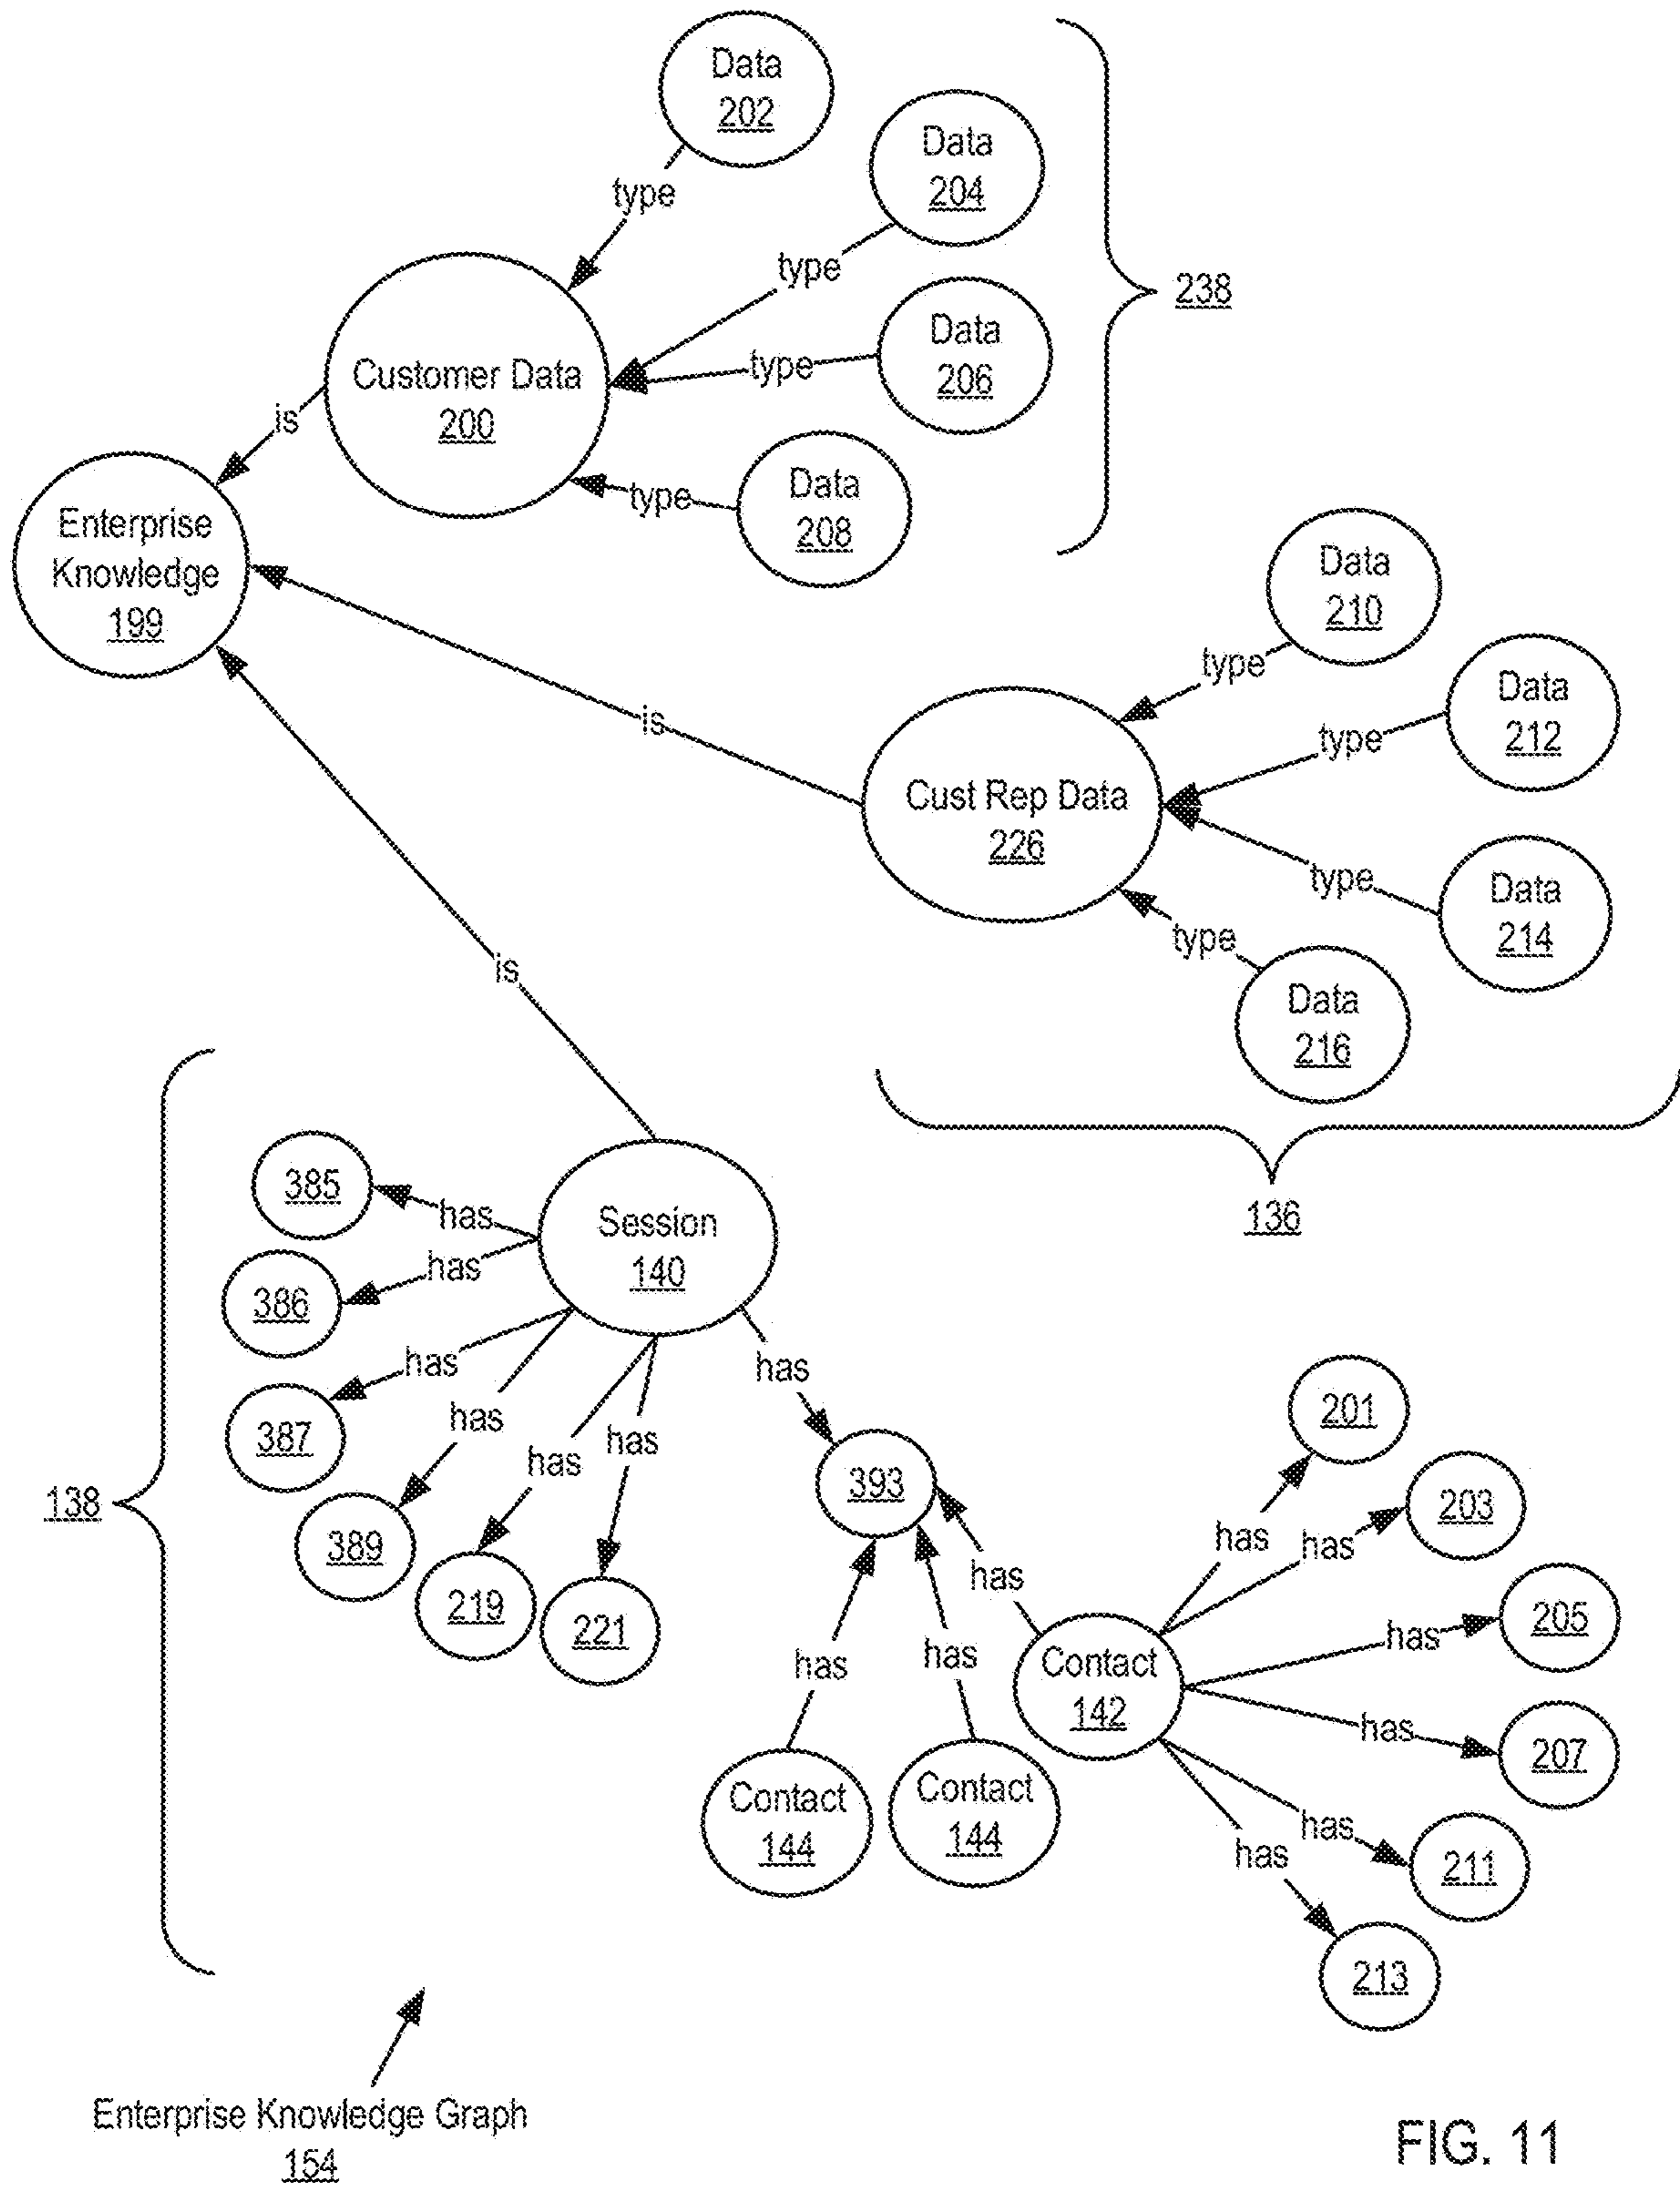 Data
202
type
Data
204
type
238
Data
206
type
Customer Data
200
is
Data
208
type
Enterprise
Knowledge
199
Data
210
type
Data
212
type
is
Cust Rep Data
226
type
Data
214
type
Data
216
is
136
385
has
Session
140
386
has
387
has
has
has
has
has
138
389
219
221
393
201
has
203
has
205
has
has
has
has
Contact
142
207
has
Contact
144
Contact
144
has
211
has
213
Enterprise Knowledge Graph
154
FIG. 11